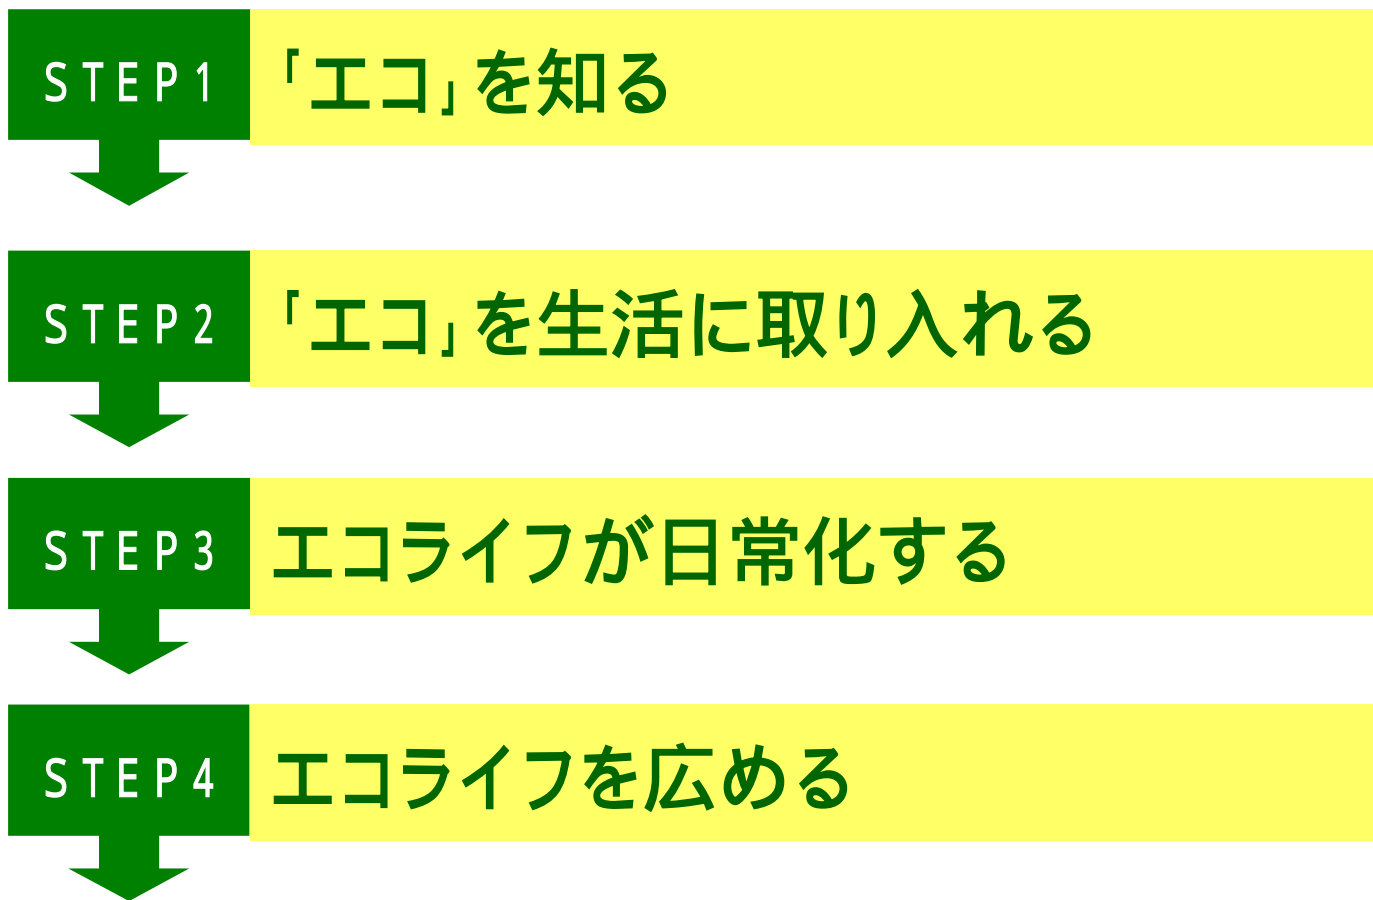 STEP1 「エコ」を知る
STEP2 「エコ」を生活に取り入れる
STEP3 エコライフが日常化する
STEP4 エコライフを広める